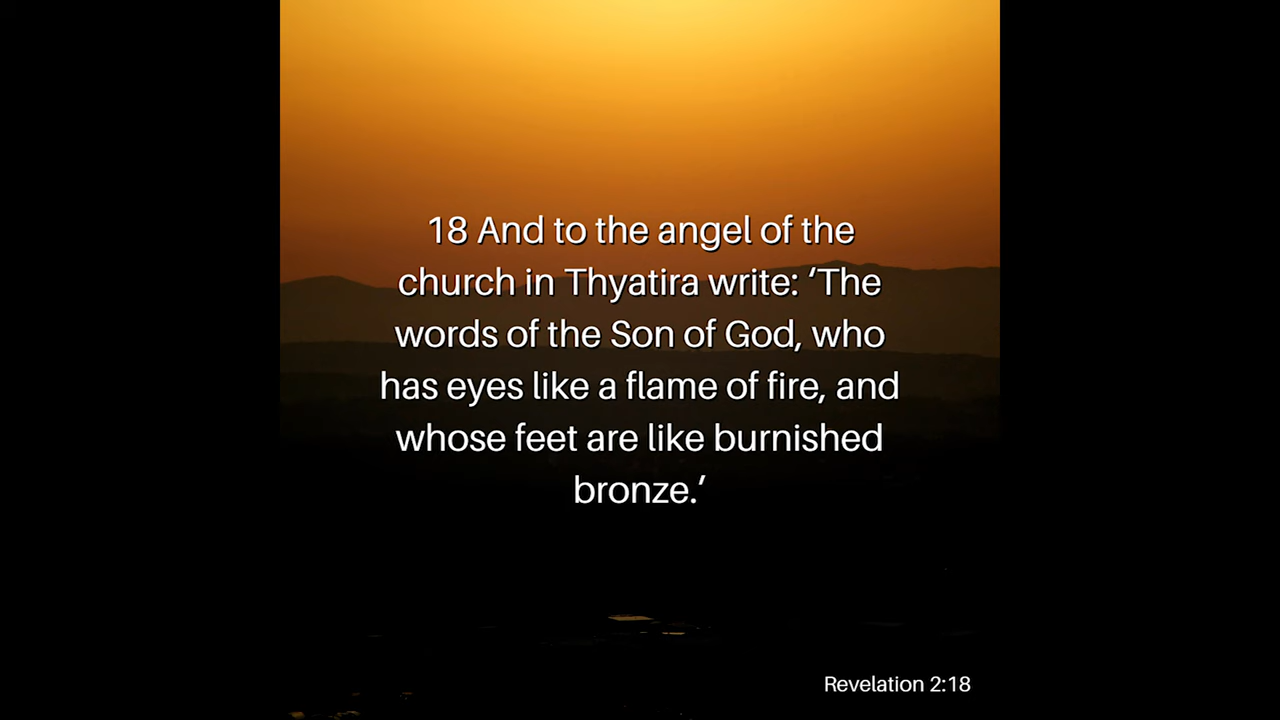 18 And to the angel of the
church in Thyatira write: ‘The
words of the Son of God, who
has eyes like a flame of fire, and
whose feet are like burnished
bronze.’
Revelation 2:18